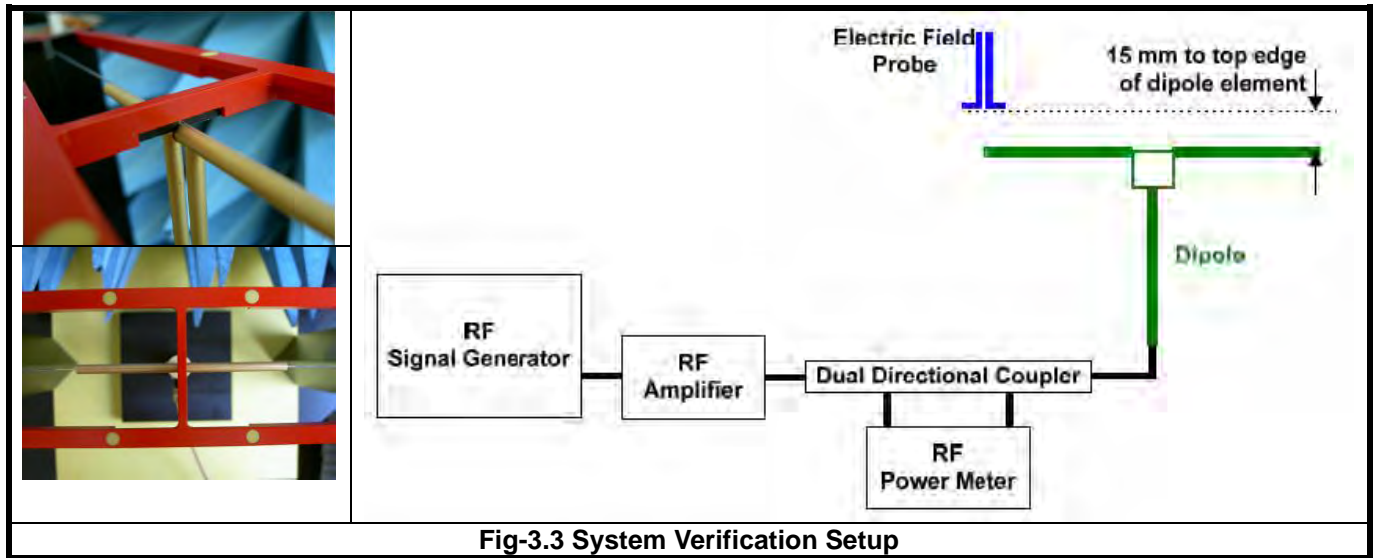 Electric Field
Probe
15 mm to top edge
of dipole element
Dipole
RF
Signal Generator
RF
Amplifier
Dual Directional Coupler
RF
Power Meter
Fig-3.3 System Verification Setup